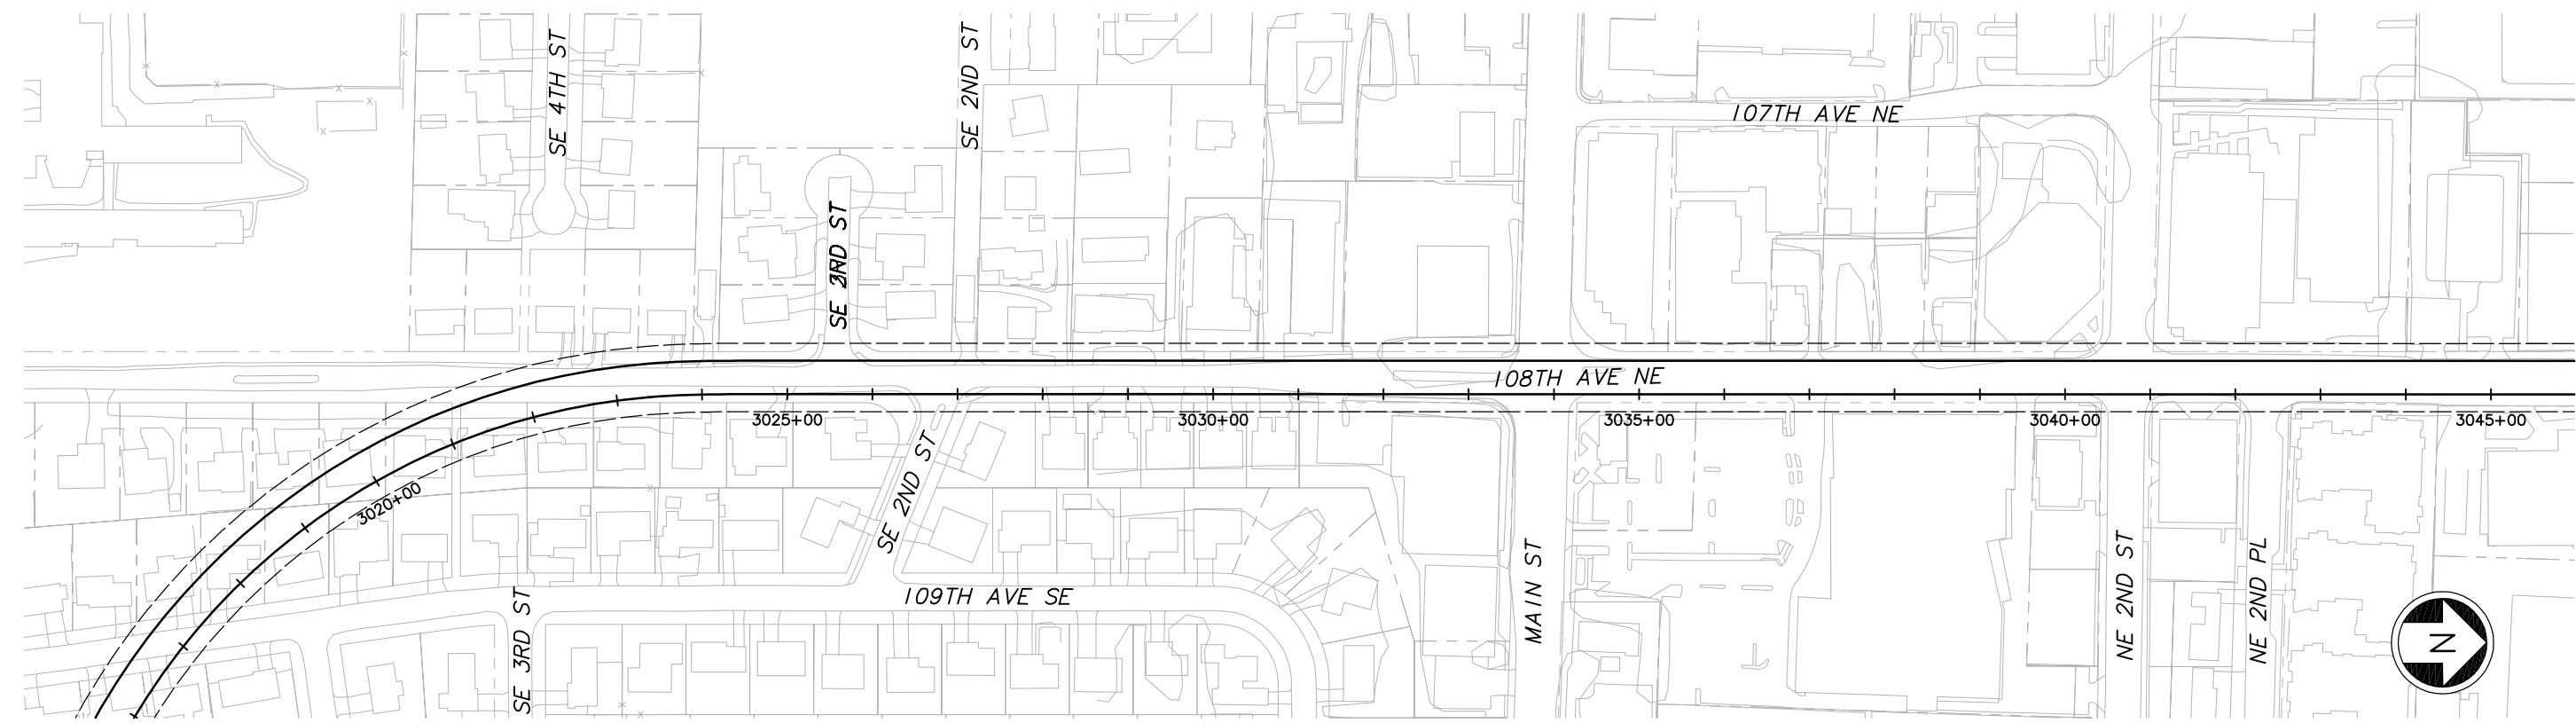 SE 4TH ST
SE 2ND ST
107TH AVE NE
SE 2ND ST
108TH AVE NE
3025+00
3030+00
3035+00
3040+00
3045+00
3020+00
SE 2ND ST
109TH AVE SE
SE 3RD ST
MAIN ST
NE 2ND ST
NE 2ND PL
N